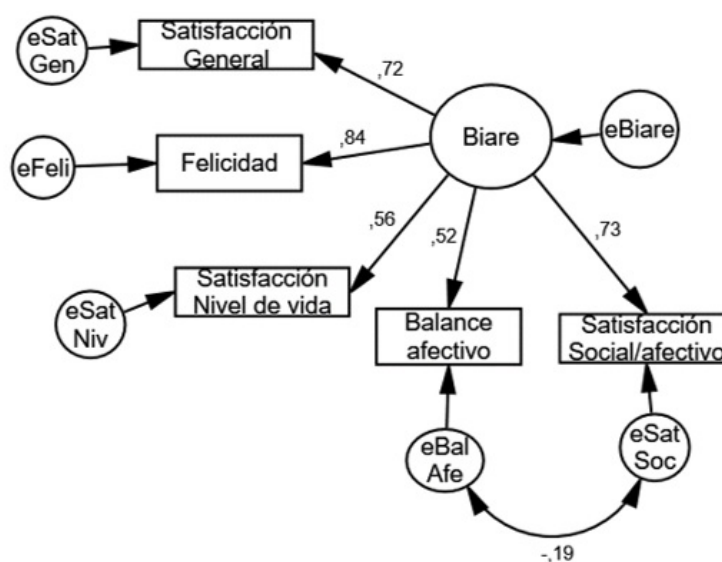 eSat
Gen
Satisfacción
General
,72
Biare
eBiare
eFeli
Felicidad
,84
,56
,52
,73
eSat
Niv
Satisfacción
Nivel de vida
Balance
afectivo
Satisfacción
Social/afectivo
eBal
Afe
eSat
Soc
-,19